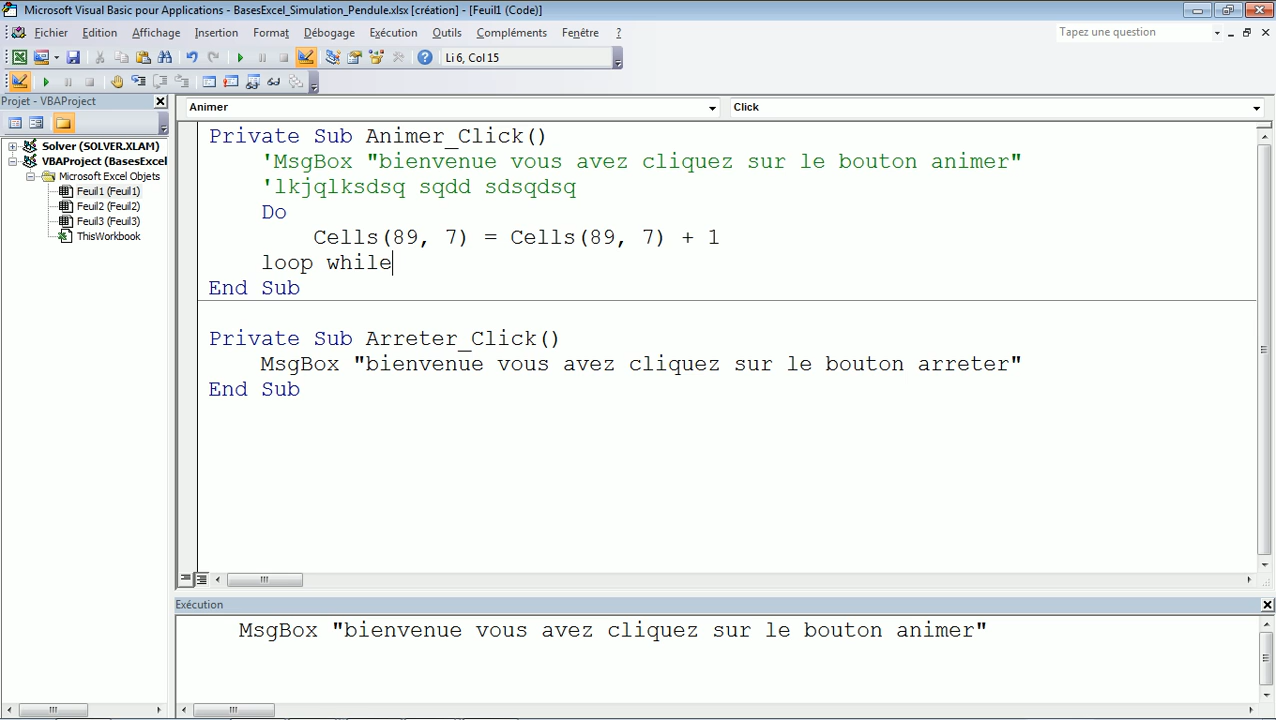 Microsoft Visual Basic pour Applications - BasesExcel_Simulation_Pendule.xlsx [création] - [Feuil1 (Code)]
Fichier Edition Affichage Insertion Format Débogage Exécution Outils Compléments Fenêtre ? Tapez une question
Li 6, Col 15
Projet - VBAProject
Animer Click
Solver (SOLVER.XLAM)
VBAProject (BasesExcel
Microsoft Excel Objets
Feuil1 (Feuil1)
Feuil2 (Feuil2)
Feuil3 (Feuil3)
ThisWorkbook
Private Sub Animer_Click()
'MsgBox "bienvenue vous avez cliquez sur le bouton animer"
'lkjqlksdsq sqdd sdsqdsq
Do
Cells(89, 7) = Cells(89, 7) + 1
loop while
End Sub
Private Sub Arreter_Click()
MsgBox "bienvenue vous avez cliquez sur le bouton arreter"
End Sub
Exécution
MsgBox "bienvenue vous avez cliquez sur le bouton animer"